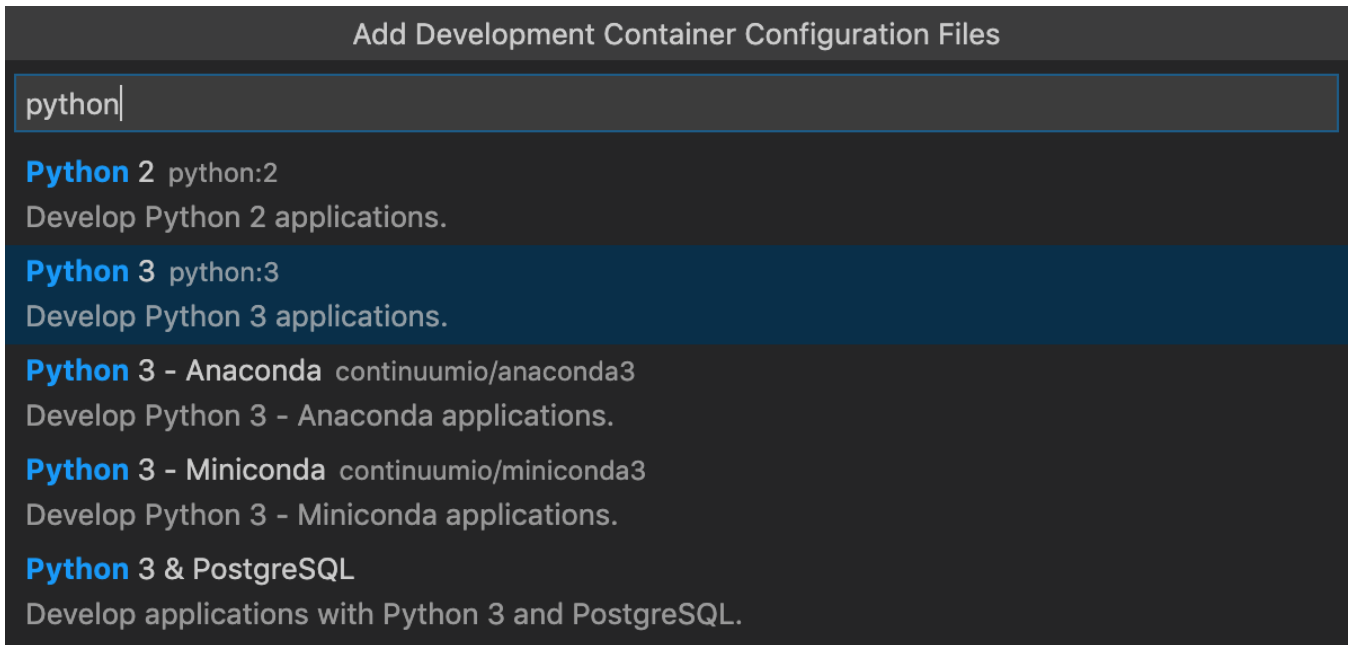 Add Development Container Configuration Files
python
Python 2 python:2
Develop Python 2 applications.
Python 3 python:3
Develop Python 3 applications.
Python 3 - Anaconda continuumio/anaconda3
Develop Python 3 - Anaconda applications.
Python 3 - Miniconda continuumio/miniconda3
Develop Python 3 - Miniconda applications.
Python 3 & PostgreSQL
Develop applications with Python 3 and PostgreSQL.